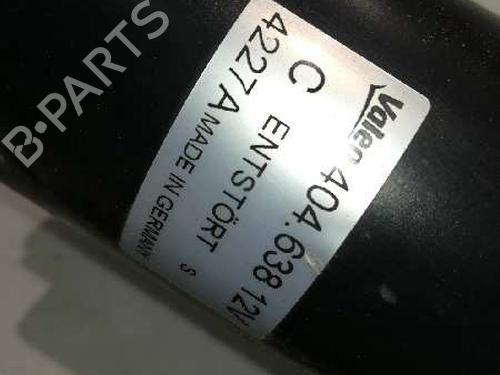 B-PARTS
Valeo 404.638 12V
C ENTSTÖRT S
4227A MADE IN GERMANY